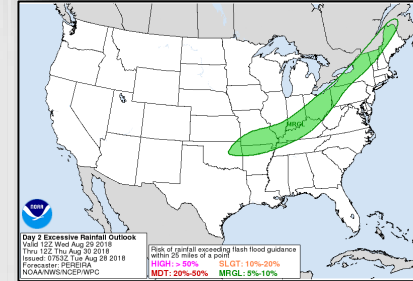 MRGL
NOAA
Day 2 Excessive Rainfall Outlook
Valid 12Z Wed Aug 29 2018
Thru 12Z Thu Aug 30 2018
Issued: 0753Z Tue Aug 28 2018
Forecaster: PEREIRA
NOAA/NWS/NCEP/WPC
Risk of rainfall exceeding flash flood guidance
within 25 miles of a point
HIGH: > 50% SLGT: 10%-20%
MDT: 20%-50% MRGL: 5%-10%